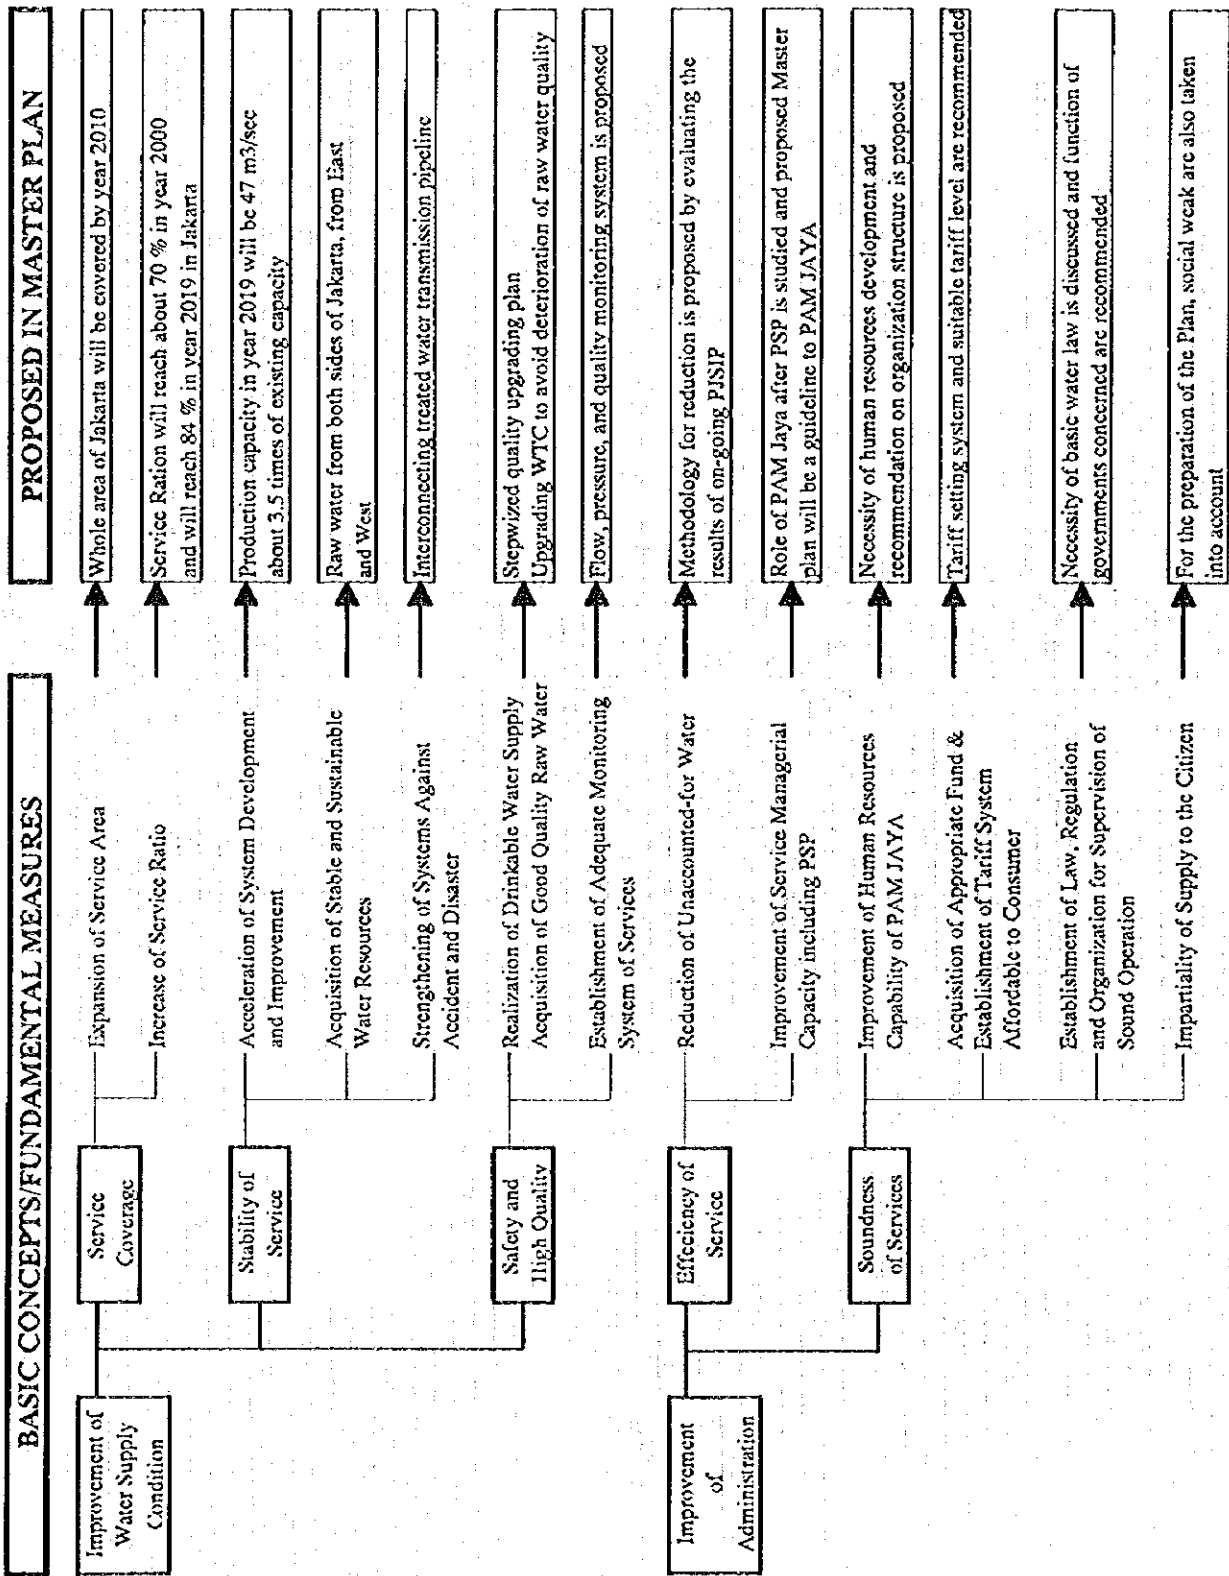 BASIC CONCEPTS/FUNDAMENTAL MEASURES
PROPOSED IN MASTER PLAN
Improvement of
Water Supply
Condition
Service
Coverage
Expansion of Service Area
Whole area of Jakarta will be covered by year 2010
Increase of Service Ratio
Service Ration will reach about 70 % in year 2000
and will reach 84 % in year 2019 in Jakarta
Stability of
Service
Acceleration of System Development
and Improvement
Production capacity in year 2019 will be 47 m3/sec
about 3.5 times of existing capacity
Acquisition of Stable and Sustainable
Water Resources
Raw water from both sides of Jakarta, from East
and West
Strengthening of Systems Against
Accident and Disaster
Interconnecting treated water transmission pipeline
Safety and
High Quality
Realization of Drinkable Water Supply
Acquisition of Good Quality Raw Water
Stepwized quality upgrading plan
Upgrading WTC to avoid deterioration of raw water quality
Establishment of Adequate Monitoring
System of Services
Flow, pressure, and quality monitoring system is proposed
Improvement
of
Administration
Effeciency of
Service
Reduction of Unaccounted-for Water
Methodology for reduction is proposed by evaluating the
results of on-going PJSIP
Improvement of Service Managerial
Capacity including PSP
Role of PAM Jaya after PSP is studied and proposed Master
plan will be a guideline to PAM JAYA
Soundness
of Services
Improvement of Human Resources
Capability of PAM JAYA
Necessity of human resources development and
recommendation on organization structure is proposed
Acquisition of Appropriate Fund &
Establishment of Tariff System
Affordable to Consumer
Tariff setting system and suitable tariff level are recommended
Establishment of Law, Regulation
and Organization for Supervision of
Sound Operation
Necessity of basic water law is discussed and function of
governments concerned are recommended
Impartiality of Supply to the Citizen
For the preparation of the Plan, social weak are also taken
into account